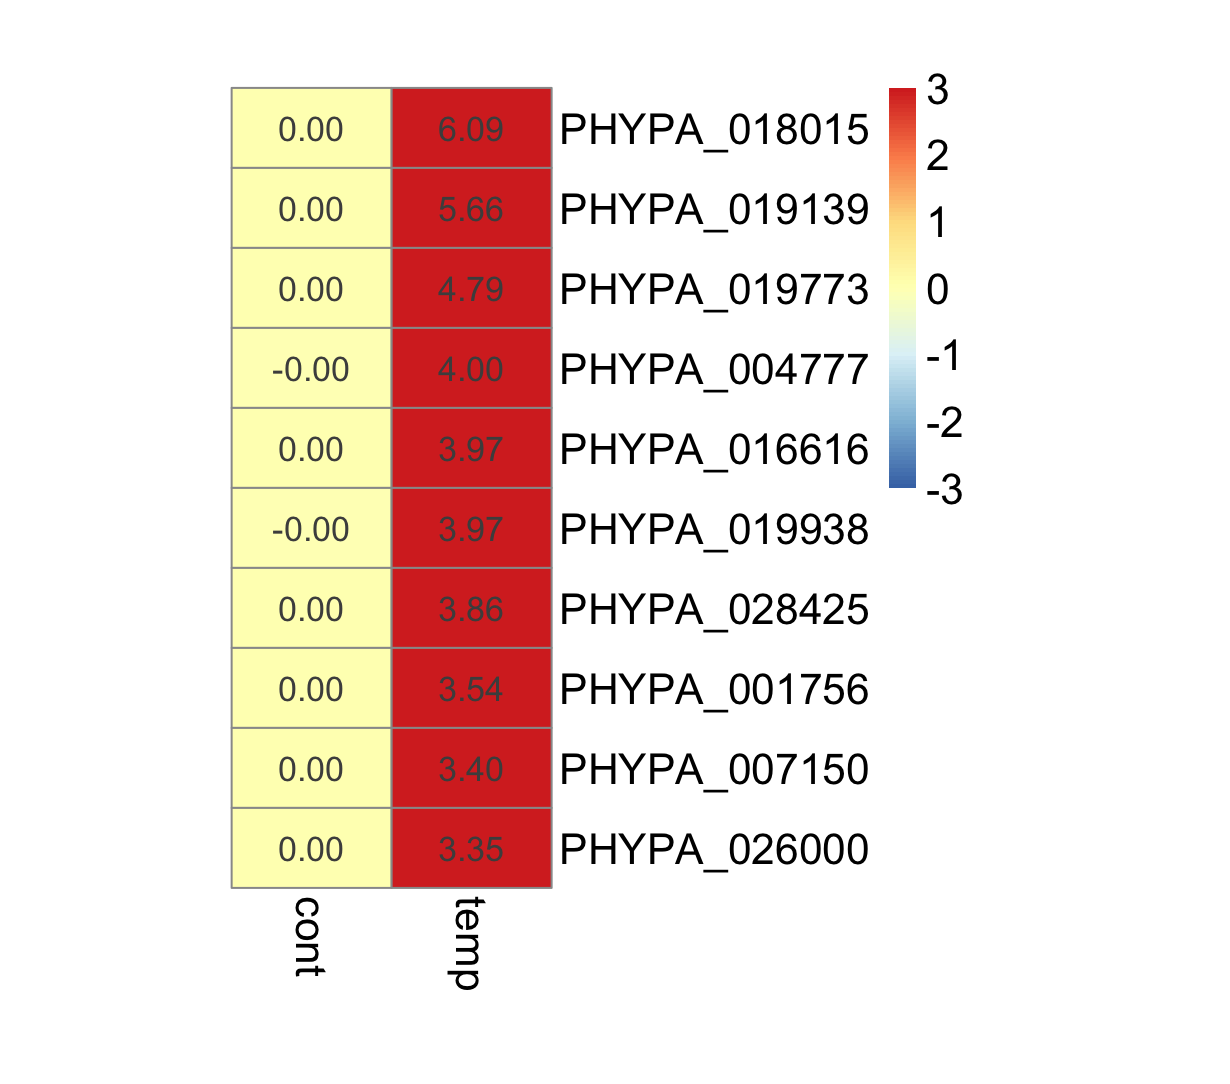 0.00 6.09 PHYPA_018015
0.00 5.66 PHYPA_019139
0.00 4.79 PHYPA_019773
-0.00 4.00 PHYPA_004777
0.00 3.97 PHYPA_016616
-0.00 3.97 PHYPA_019938
0.00 3.86 PHYPA_028425
0.00 3.54 PHYPA_001756
0.00 3.40 PHYPA_007150
0.00 3.35 PHYPA_026000
cont temp
3
2
1
0
-1
-2
-3